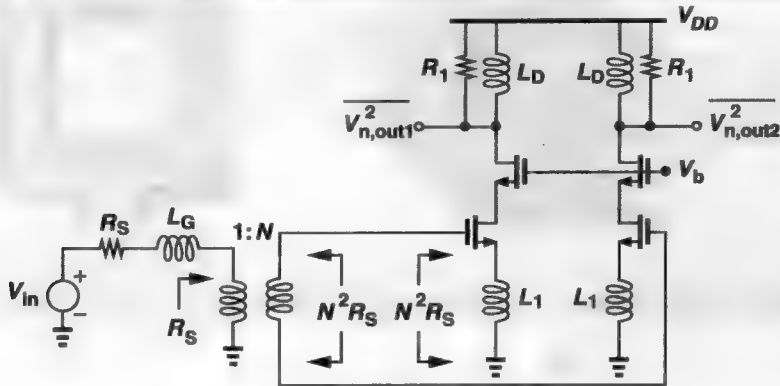 V_DD
R_1 L_D L_D R_1
V²_n,out1 V²_n,out2
V_b
R_S L_G 1:N
V_in + −
R_S N²R_S N²R_S L_1 L_1